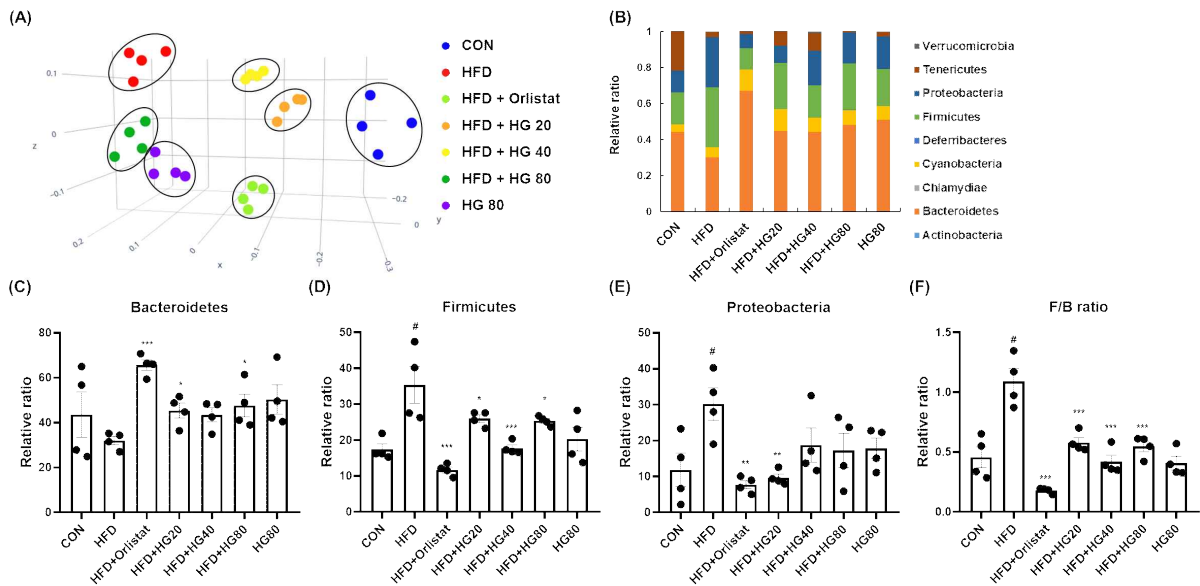 (A)
CON
HFD
HFD + Orlistat
HFD + HG 20
HFD + HG 40
HFD + HG 80
HG 80
0.1
0
z
-0.1
0.2
0.1
0
x
-0.1
-0.2
-0.3
-0.2
0
y
(B)
Relative ratio
1
0.8
0.6
0.4
0.2
0
CON
HFD
HFD+Orlistat
HFD+HG20
HFD+HG40
HFD+HG80
HG80
Verrucomicrobia
Tenericutes
Proteobacteria
Firmicutes
Deferribacteres
Cyanobacteria
Chlamydiae
Bacteroidetes
Actinobacteria
(C)
Bacteroidetes
Relative ratio
80
60
40
20
0
***
*
*
CON
HFD
HFD+Orlistat
HFD+HG20
HFD+HG40
HFD+HG80
HG80
(D)
Firmicutes
Relative ratio
50
40
30
20
10
0
#
***
*
***
*
CON
HFD
HFD+Orlistat
HFD+HG20
HFD+HG40
HFD+HG80
HG80
(E)
Proteobacteria
Relative ratio
50
40
30
20
10
0
#
**
**
CON
HFD
HFD+Orlistat
HFD+HG20
HFD+HG40
HFD+HG80
HG80
(F)
F/B ratio
Relative ratio
1.5
1.0
0.5
0.0
#
***
***
***
***
CON
HFD
HFD+Orlistat
HFD+HG20
HFD+HG40
HFD+HG80
HG80